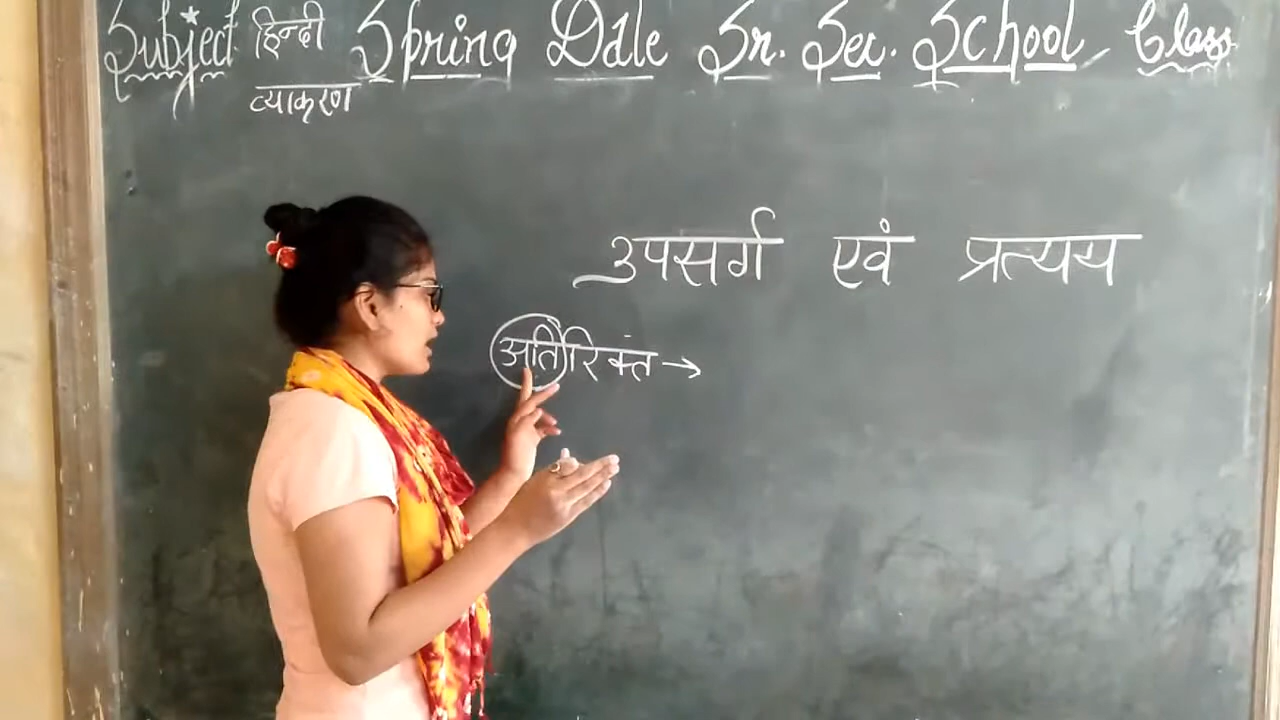 Subject हिन्दी Spring Dale Sr. Sec. School Class
व्याकरण
उपसर्ग एवं प्रत्यय
अतिरिक्त →